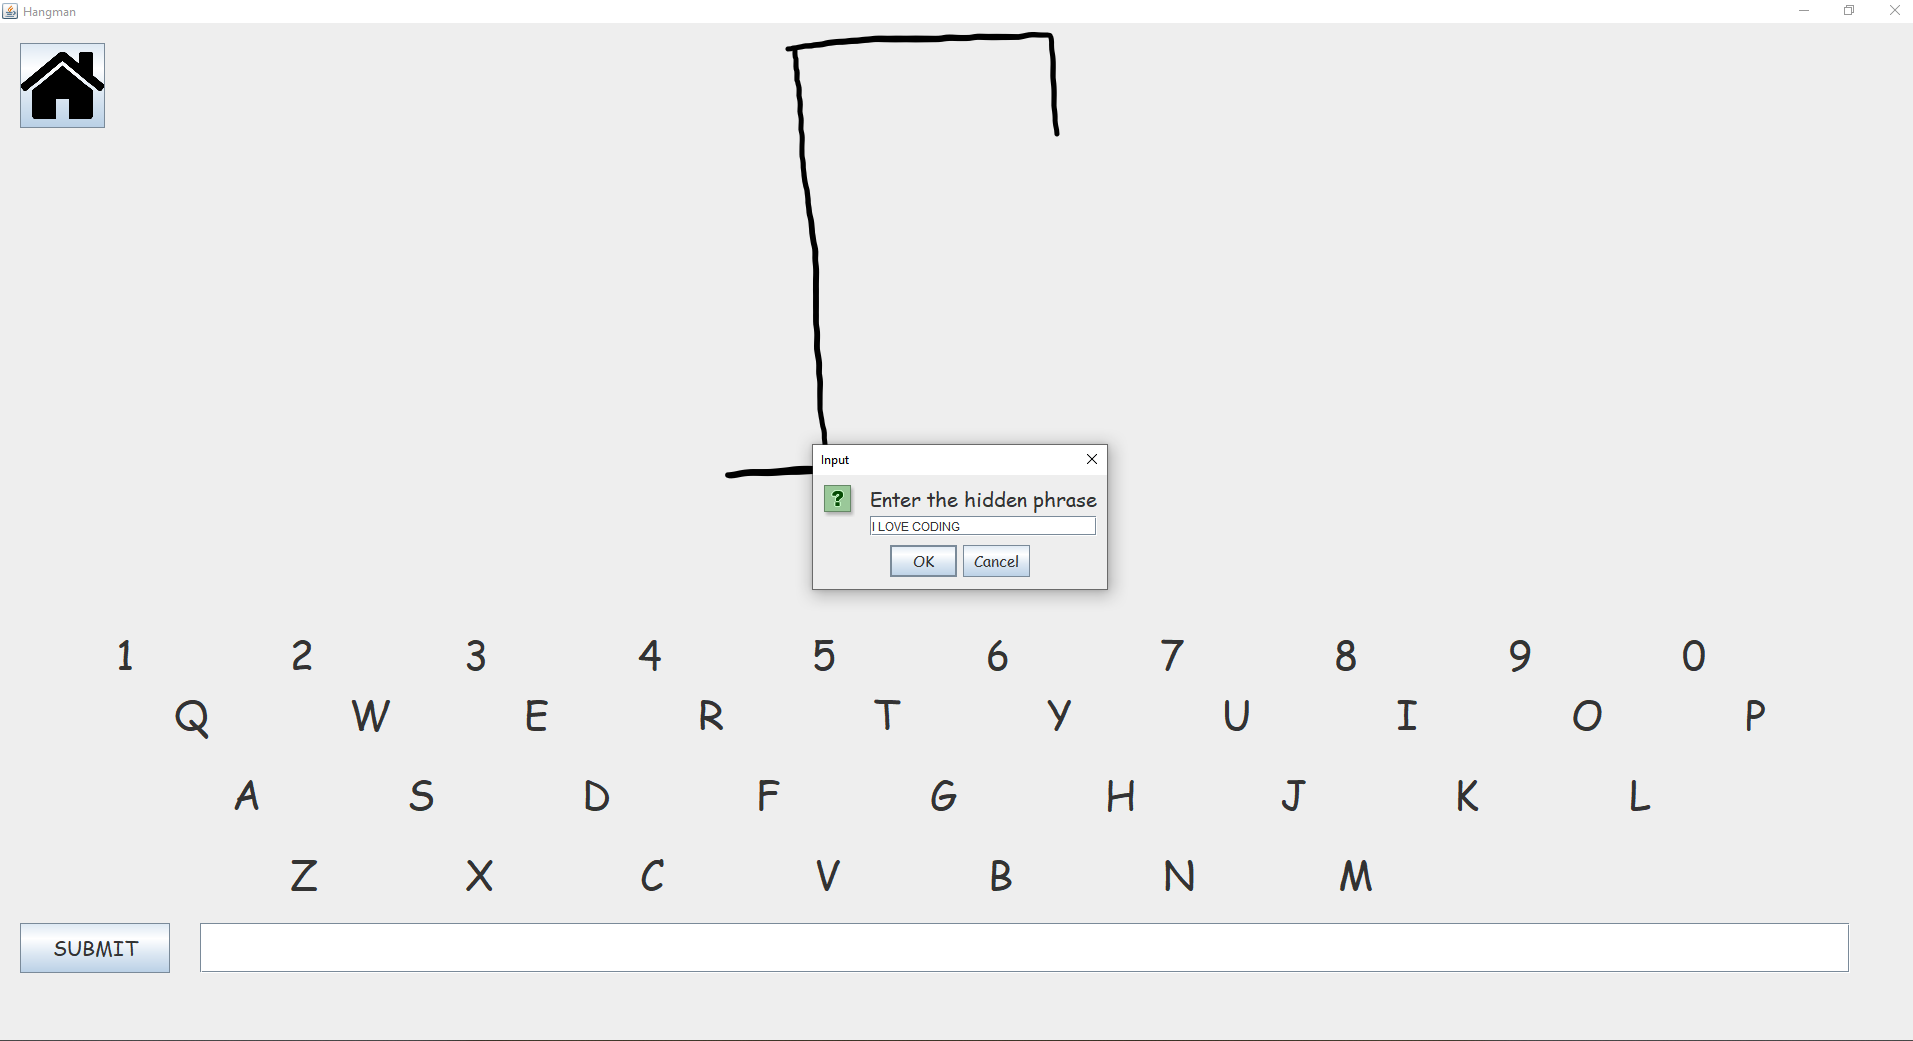 Hangman
Input
? Enter the hidden phrase
I LOVE CODING
OK Cancel
1 2 3 4 5 6 7 8 9 0
Q W E R T Y U I O P
A S D F G H J K L
Z X C V B N M
SUBMIT